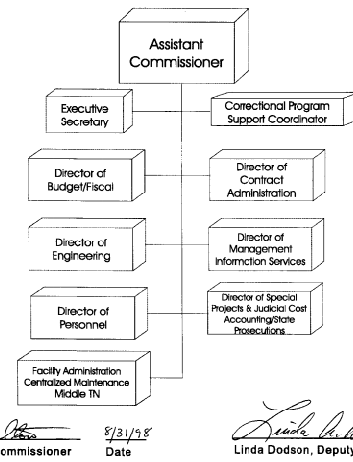 Assistant
Commissioner
Executive
Secretary
Correctional Program
Support Coordinator
Director of
Budget/Fiscal
Director of
Contract
Administration
Director of
Engineering
Director of
Management
Information Services
Director of
Personnel
Director of Special
Projects & Judicial Cost
Accounting/State
Prosecutions
Facility Administration
Centralized Maintenance
Middle TN
8/31/98
Linda
ommissioner
Date
Linda Dodson, Deputy